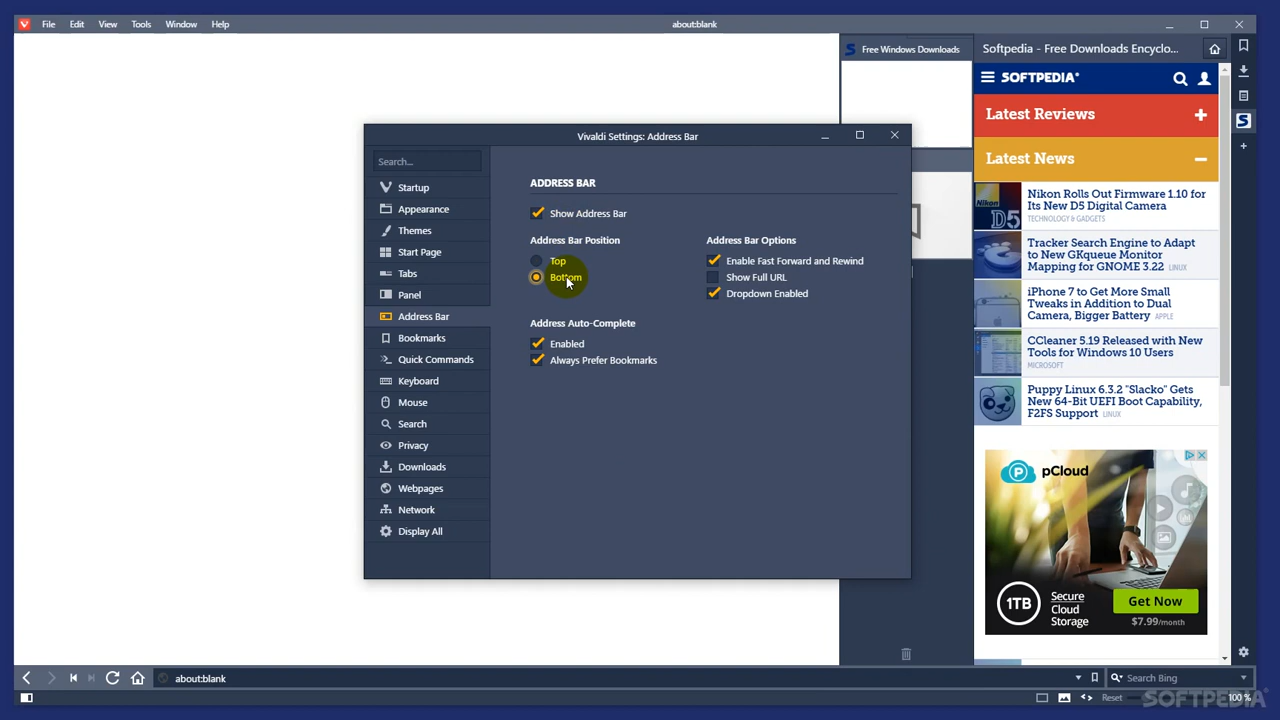 File Edit View Tools Window Help
about:blank
Free Windows Downloads
Softpedia - Free Downloads Encyclo...
SOFTPEDIA®
Latest Reviews
Latest News
Nikon Rolls Out Firmware 1.10 for
Its New D5 Digital Camera
TECHNOLOGY & GADGETS
Tracker Search Engine to Adapt
to New GKqueue Monitor
Mapping for GNOME 3.22 LINUX
iPhone 7 to Get More Small
Tweaks in Addition to Dual
Camera, Bigger Battery APPLE
CCleaner 5.19 Released with New
Tools for Windows 10 Users
MICROSOFT
Puppy Linux 6.3.2 "Slacko" Gets
New 64-Bit UEFI Boot Capability,
F2FS Support LINUX
pCloud
1TB
Secure
Cloud
Storage
Get Now
$7.99/month
Vivaldi Settings: Address Bar
Search...
Startup
Appearance
Themes
Start Page
Tabs
Panel
Address Bar
Bookmarks
Quick Commands
Keyboard
Mouse
Search
Privacy
Downloads
Webpages
Network
Display All
ADDRESS BAR
Show Address Bar
Address Bar Position
Top
Bottom
Address Bar Options
Enable Fast Forward and Rewind
Show Full URL
Dropdown Enabled
Address Auto-Complete
Enabled
Always Prefer Bookmarks
about:blank
Search Bing
Reset
100 %
SOFTPEDIA®